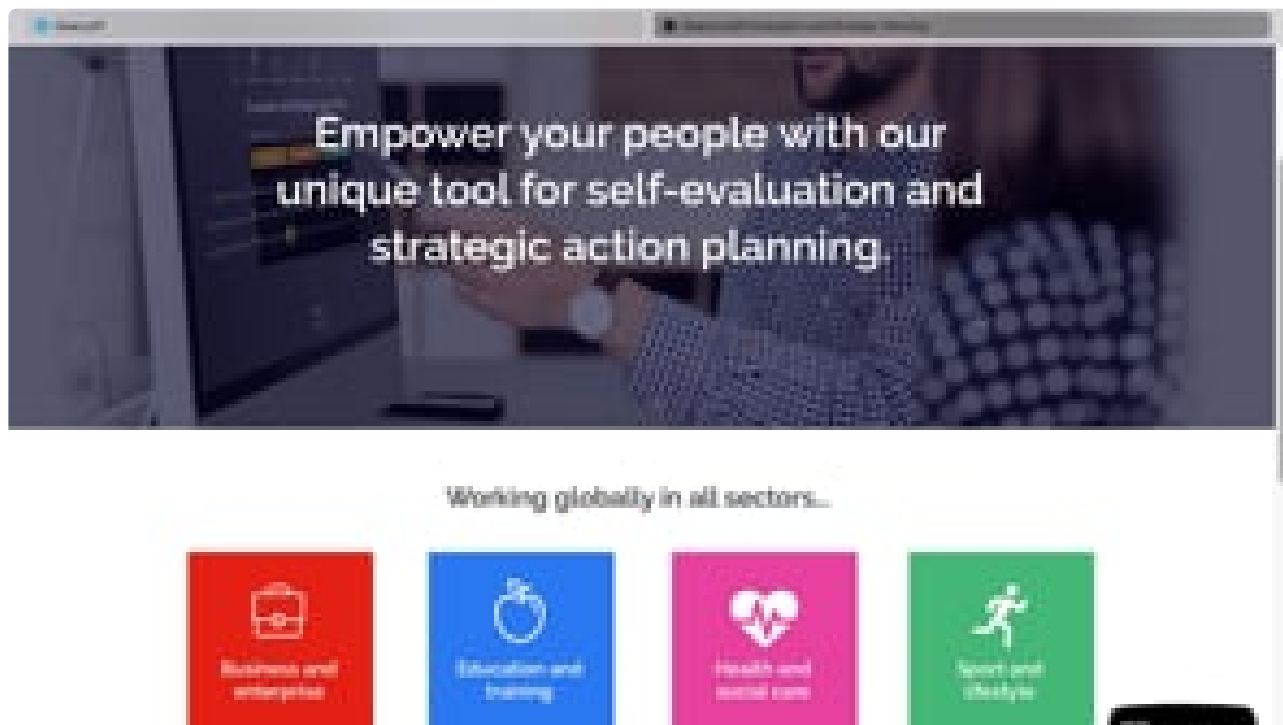 Empower your people with our
unique tool for self-evaluation and
strategic action planning.
Working globally in all sectors...
Business and
enterprise
Education and
training
Health and
social care
Sport and
lifestyle